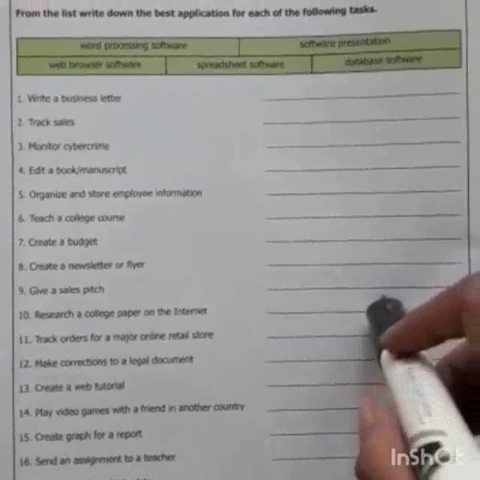 From the list write down the best application for each of the following tasks.
word processing software software presentation
web browser software spreadsheet software database software
1. Write a business letter
2. Track sales
3. Monitor cybercrime
4. Edit a book/manuscript
5. Organize and store employee information
6. Teach a college course
7. Create a budget
8. Create a newsletter or flyer
9. Give a sales pitch
10. Research a college paper on the Internet
11. Track orders for a major online retail store
12. Make corrections to a legal document
13. Create a web tutorial
14. Play video games with a friend in another country
15. Create graph for a report
16. Send an assignment to a teacher
InShOt